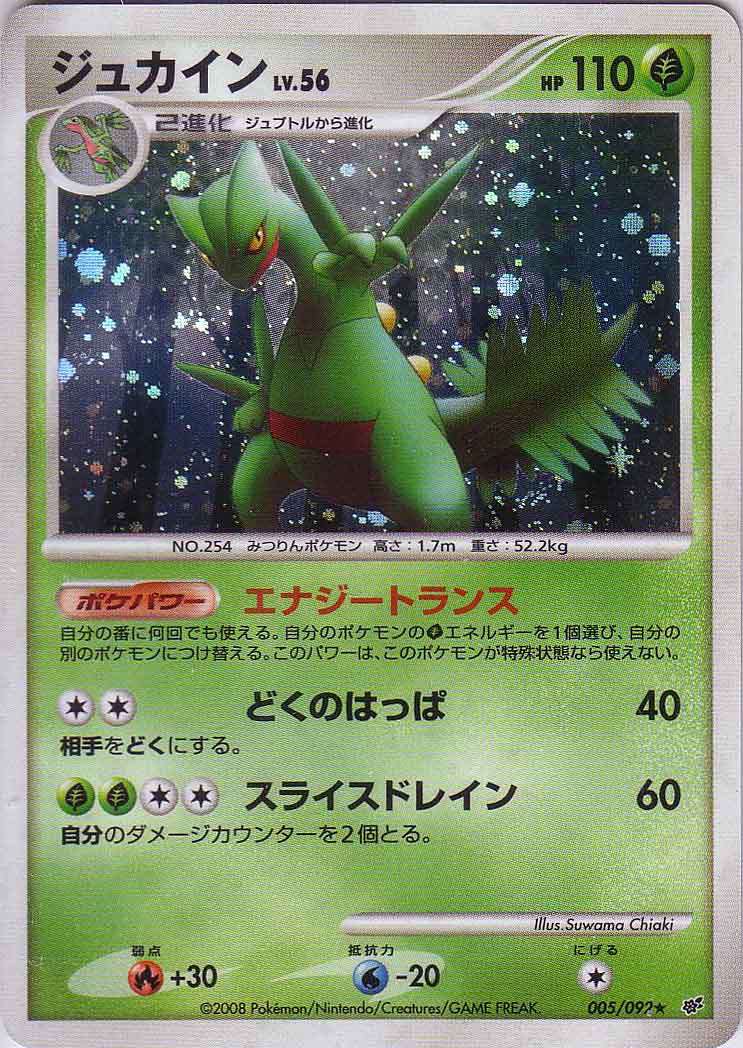 ジュカイン LV.56 HP 110
2進化 ジュプトルから進化
NO.254 みつりんポケモン 高さ：1.7m 重さ：52.2kg
ポケパワー エナジートランス
自分の番に何回でも使える。自分のポケモンのエネルギーを1個選び、自分の
別のポケモンにつけ替える。このパワーは、このポケモンが特殊状態なら使えない。
どくのはっぱ 40
相手をどくにする。
スライスドレイン 60
自分のダメージカウンターを2個とる。
Illus.Suwama Chiaki
弱点 抵抗力 にげる
+30 -20
©2008 Pokémon/Nintendo/Creatures/GAME FREAK. 005/092★